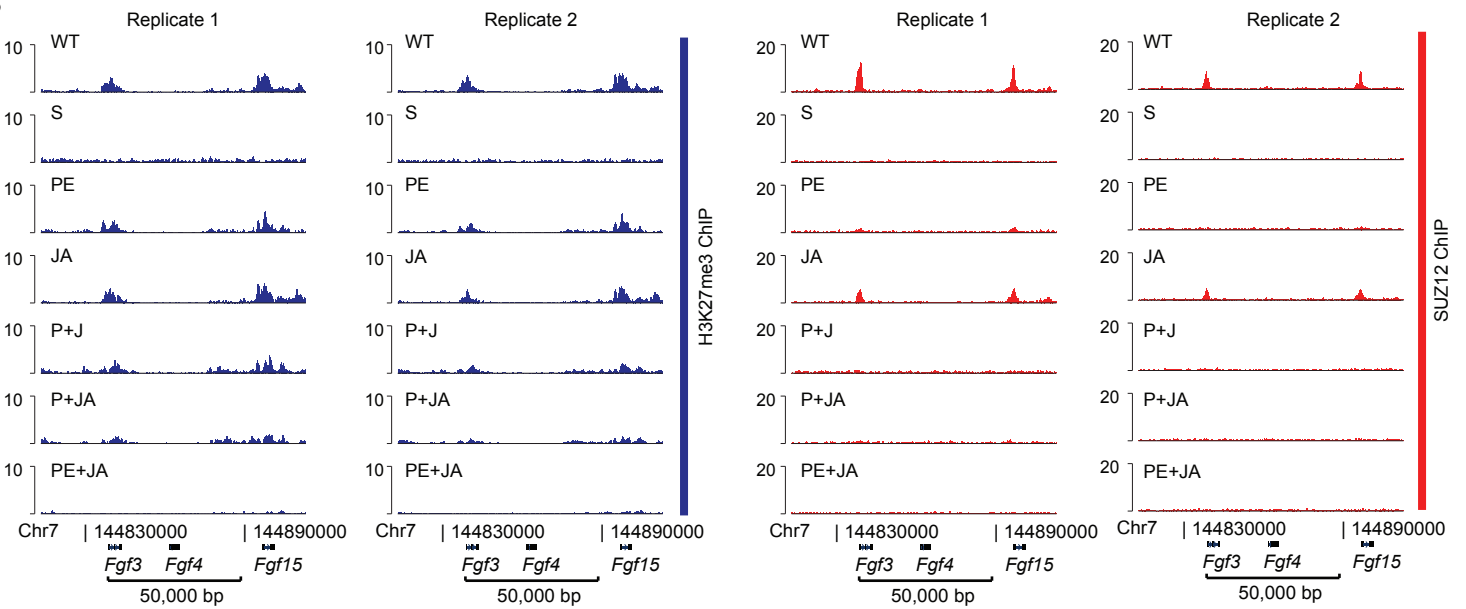 Replicate 1
10
WT
10
S
10
PE
10
JA
10
P+J
10
P+JA
10
PE+JA
Chr7 | 144830000 | 144890000
Fgf3 Fgf4 Fgf15
50,000 bp
Replicate 2
10
WT
10
S
10
PE
10
JA
10
P+J
10
P+JA
10
PE+JA
Chr7 | 144830000 | 144890000
Fgf3 Fgf4 Fgf15
50,000 bp
H3K27me3 ChIP
Replicate 1
20
WT
20
S
20
PE
20
JA
20
P+J
20
P+JA
20
PE+JA
Chr7 | 144830000 | 144890000
Fgf3 Fgf4 Fgf15
50,000 bp
Replicate 2
20
WT
20
S
20
PE
20
JA
20
P+J
20
P+JA
20
PE+JA
Chr7 | 144830000 | 144890000
Fgf3 Fgf4 Fgf15
50,000 bp
SUZ12 ChIP